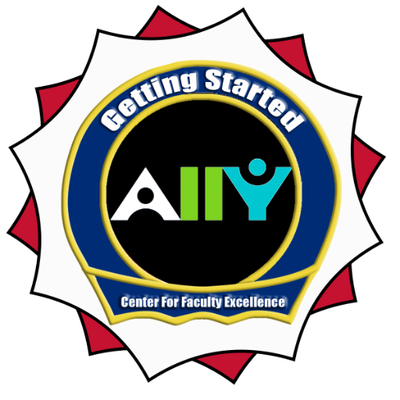 Getting Started
Ally
Center For Faculty Excellence